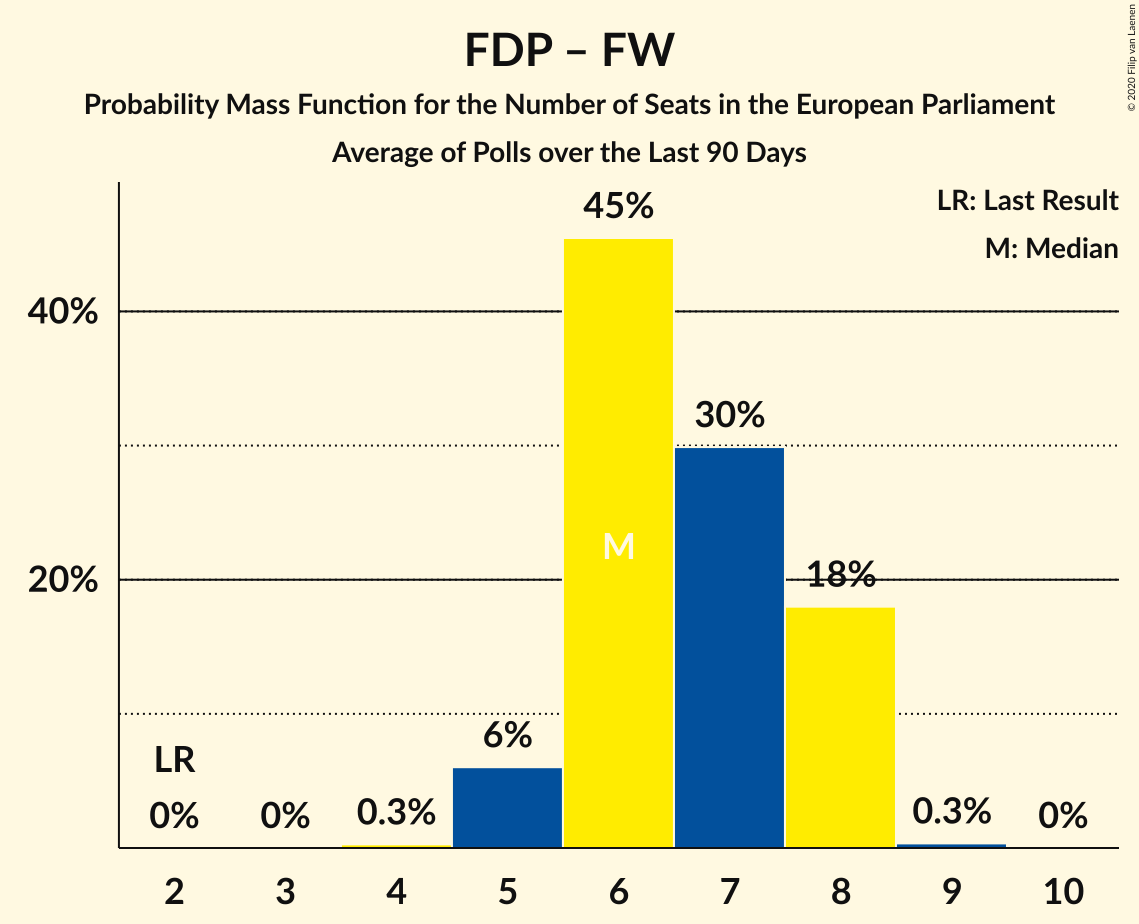 FDP – FW
Probability Mass Function for the Number of Seats in the European Parliament
Average of Polls over the Last 90 Days
© 2020 Filip van Laenen
LR: Last Result
M: Median
45%
40%
30%
M
20%
18%
6%
LR
0%
0%
0.3%
0.3%
0%
2
3
4
5
6
7
8
9
10